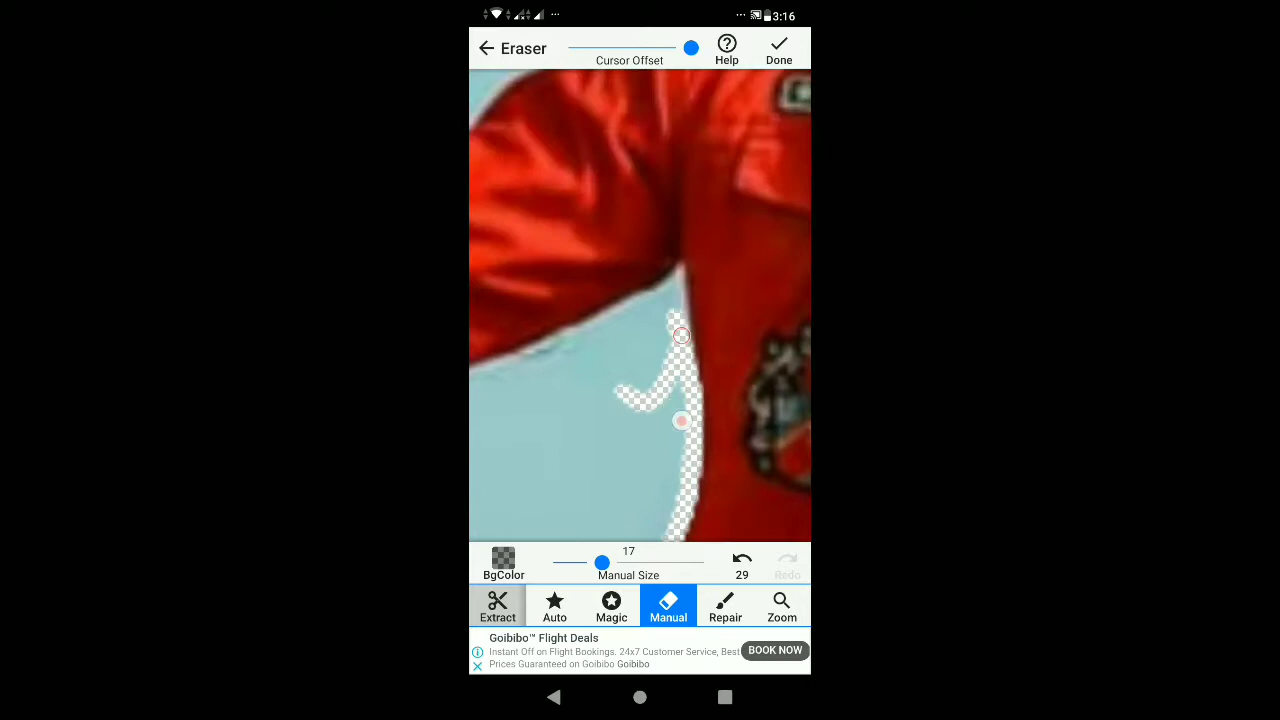 3:16
Eraser
Cursor Offset
Help
Done
17
BgColor
Manual Size
29
Redo
Extract
Auto
Magic
Manual
Repair
Zoom
Goibibo™ Flight Deals
Instant Off on Flight Bookings. 24x7 Customer Service, Best
Prices Guaranteed on Goibibo Goibibo
BOOK NOW